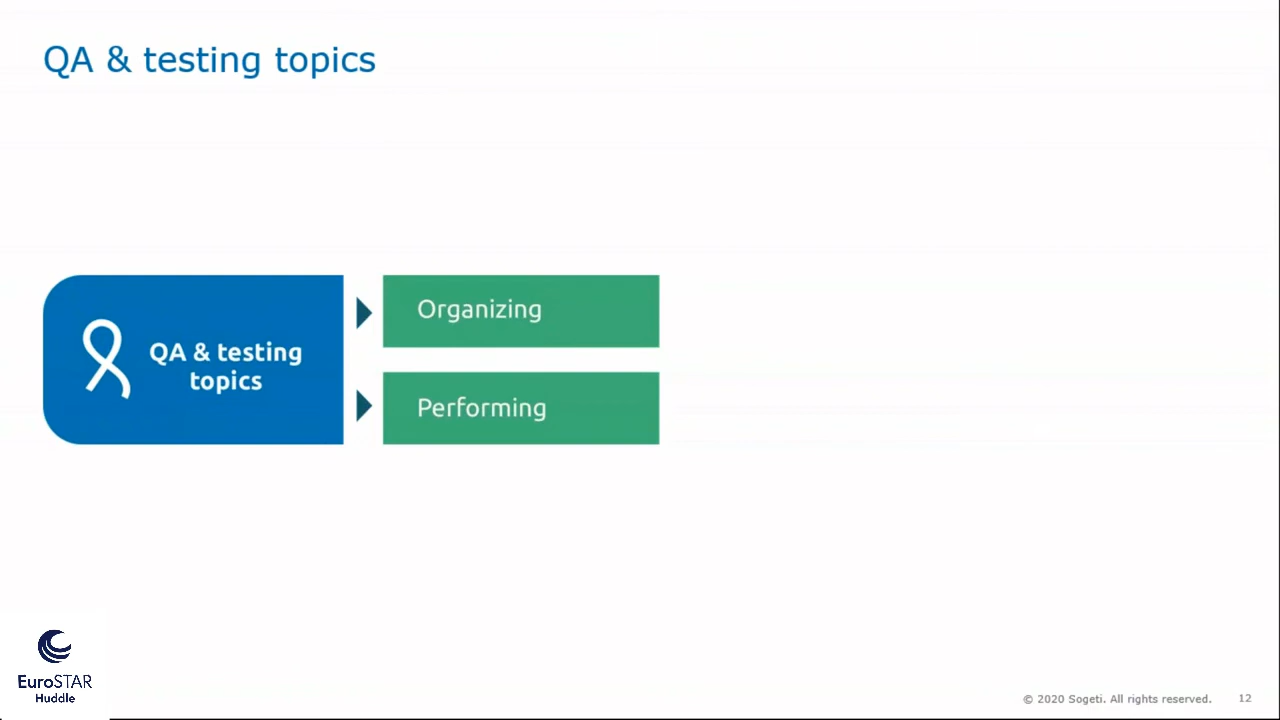 QA & testing topics
QA & testing
topics
Organizing
Performing
EuroSTAR
Huddle
© 2020 Sogeti. All rights reserved. 12